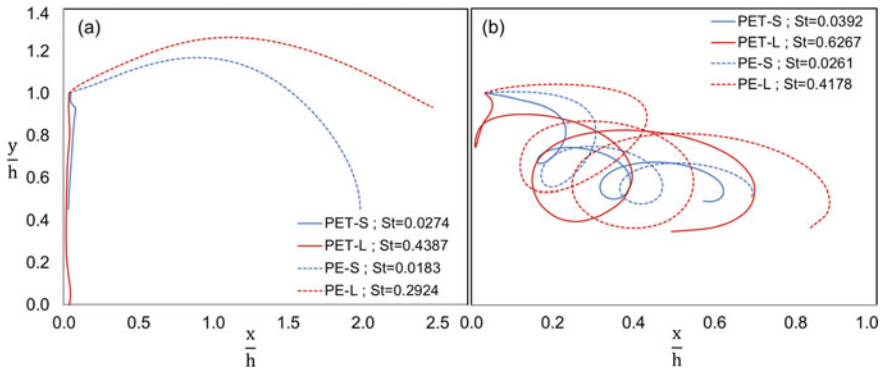 (a)
1.4
1.2
1.0
0.8
0.6
0.4
0.2
0.0
y
h
PET-S ; St=0.0274
PET-L ; St=0.4387
PE-S ; St=0.0183
PE-L ; St=0.2924
0.0 0.5 1.0 1.5 2.0 2.5
x
h
(b)
PET-S ; St=0.0392
PET-L ; St=0.6267
PE-S ; St=0.0261
PE-L ; St=0.4178
0.0 0.2 0.4 0.6 0.8 1.0
x
h